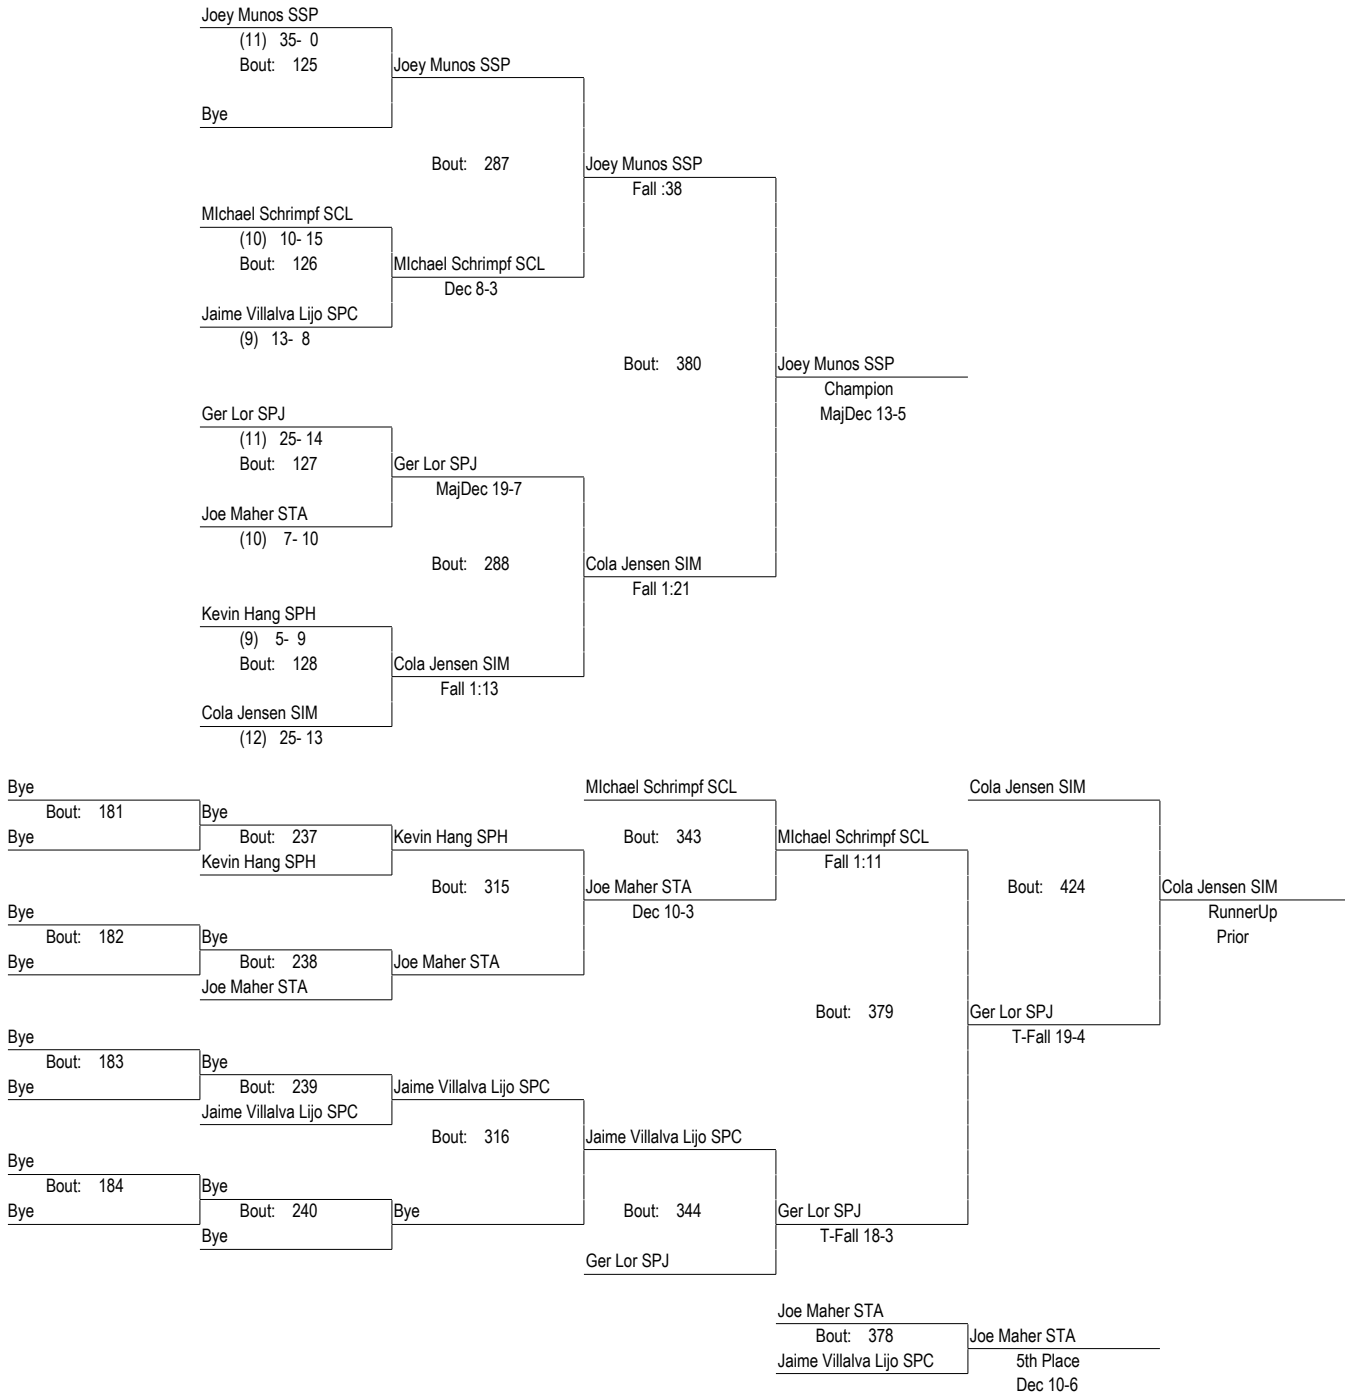 Joey Munos SSP
(11) 35- 0
Bout: 125
Joey Munos SSP
Bye
Bout: 287
Joey Munos SSP
Fall :38
MIchael Schrimpf SCL
(10) 10- 15
Bout: 126
MIchael Schrimpf SCL
Dec 8-3
Jaime Villalva Lijo SPC
(9) 13- 8
Bout: 380
Joey Munos SSP
Champion
MajDec 13-5
Ger Lor SPJ
(11) 25- 14
Bout: 127
Ger Lor SPJ
MajDec 19-7
Joe Maher STA
(10) 7- 10
Bout: 288
Cola Jensen SIM
Fall 1:21
Kevin Hang SPH
(9) 5- 9
Bout: 128
Cola Jensen SIM
Fall 1:13
Cola Jensen SIM
(12) 25- 13
Bye
Bout: 181
Bye
Bye
Bout: 237
Kevin Hang SPH
Kevin Hang SPH
Bout: 315
Bye
Bout: 182
Bye
Bye
Bout: 238
Joe Maher STA
Joe Maher STA
MIchael Schrimpf SCL
Bout: 343
Joe Maher STA
Dec 10-3
MIchael Schrimpf SCL
Fall 1:11
Cola Jensen SIM
Bout: 424
Cola Jensen SIM
RunnerUp
Prior
Bout: 379
Ger Lor SPJ
T-Fall 19-4
Bye
Bout: 183
Bye
Bye
Bout: 239
Jaime Villalva Lijo SPC
Jaime Villalva Lijo SPC
Bout: 316
Jaime Villalva Lijo SPC
Bye
Bout: 184
Bye
Bye
Bout: 240
Bye
Bye
Bout: 344
Ger Lor SPJ
Ger Lor SPJ
T-Fall 18-3
Joe Maher STA
Bout: 378
Jaime Villalva Lijo SPC
Joe Maher STA
5th Place
Dec 10-6